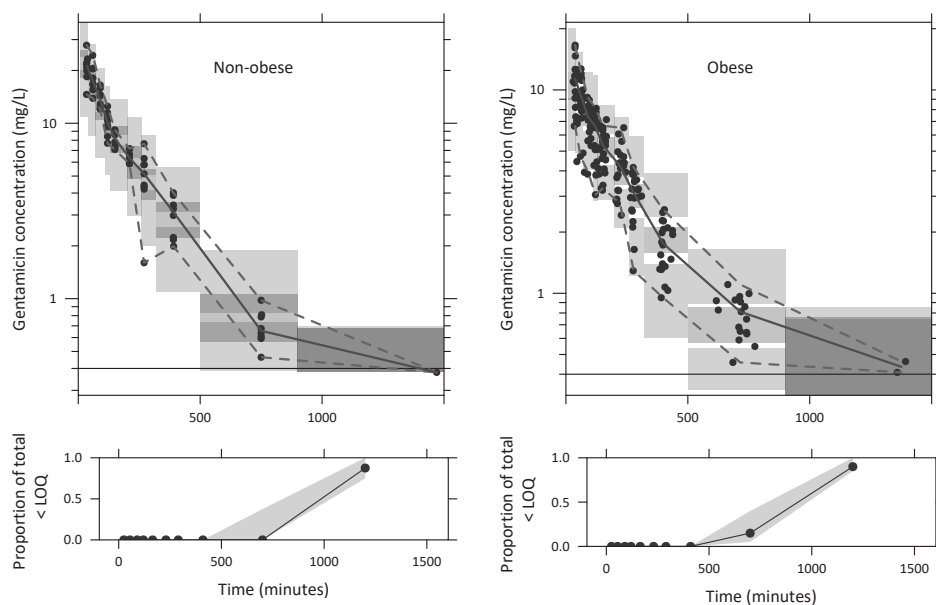 Non-obese
Gentamicin concentration (mg/L)
10
1
500
1000
Obese
Gentamicin concentration (mg/L)
10
1
500
1000
Proportion of total
< LOQ
1.0
0.5
0.0
0
500
1000
1500
Time (minutes)
Proportion of total
< LOQ
1.0
0.5
0.0
0
500
1000
1500
Time (minutes)